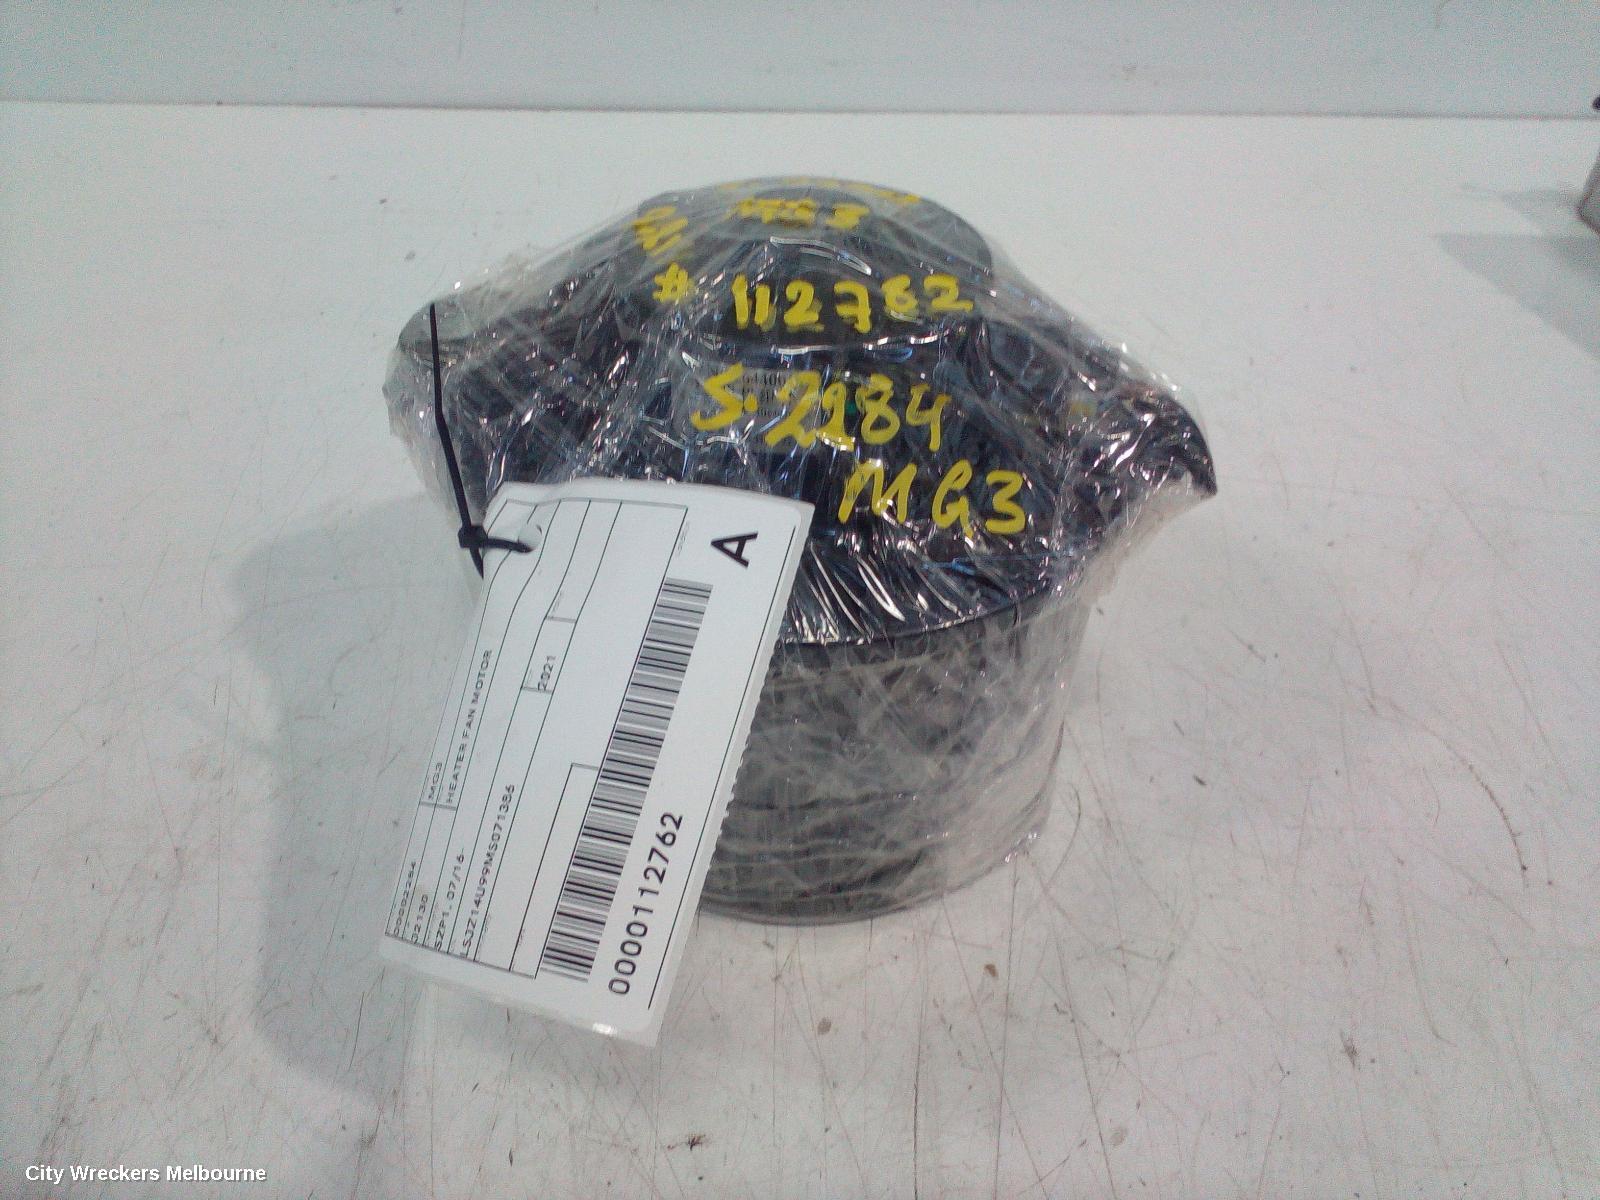 MG3
# 112762
S.2284
MG3
A
00002284
MG3
02130
HEATER FAN MOTOR
SZP1, 07/16-
LSJZ14U99MS071386
2021
0000112762
City Wreckers Melbourne